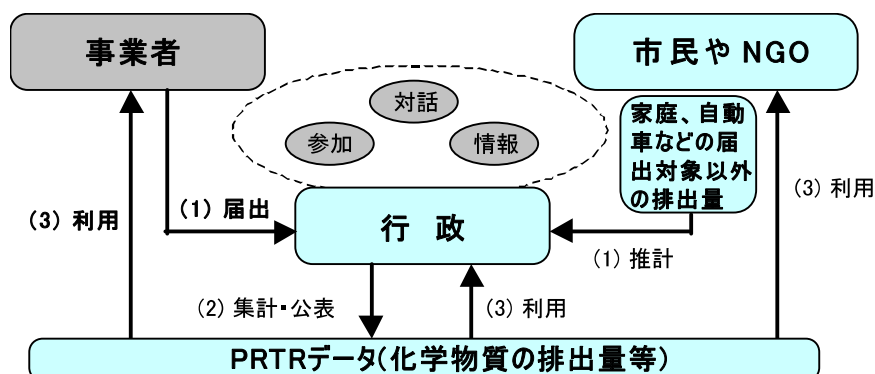 事業者
市民やNGO
対話
参加
情報
家庭、自動
車などの届
出対象以外
の排出量
(3) 利用
(1) 届出
(3) 利用
行 政
(1) 推計
(2) 集計・公表
(3) 利用
PRTRデータ(化学物質の排出量等)